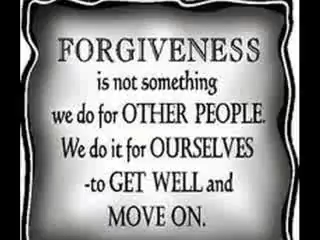 FORGIVENESS
is not something
we do for OTHER PEOPLE.
We do it for OURSELVES
-to GET WELL and
MOVE ON.